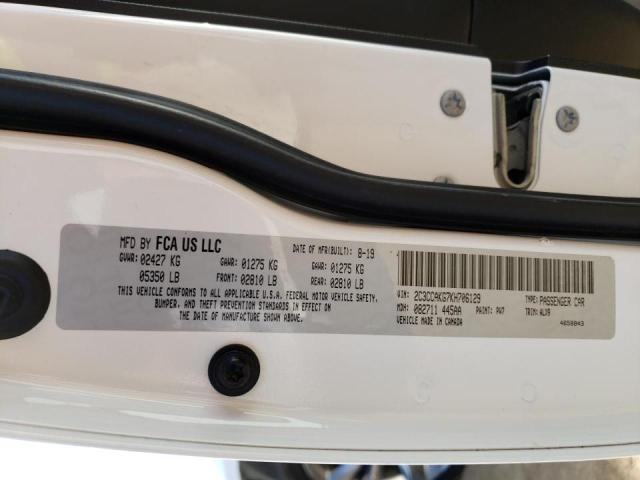 MFD BY FCA US LLC DATE OF MFR(BUILT): 8-19
GVWR: 02427 KG GAWR: 01275 KG GAWR: 01275 KG
05350 LB FRONT: 02810 LB REAR: 02810 LB
THIS VEHICLE CONFORMS TO ALL APPLICABLE U.S.A. FEDERAL MOTOR VEHICLE SAFETY,
BUMPER, AND THEFT PREVENTION STANDARDS IN EFFECT ON
THE DATE OF MANUFACTURE SHOWN ABOVE.
VIN: 2C3CCAKG7KH706129 TYPE: PASSENGER CAR
MDH: 082711 445AA PAINT: PW7 TRIM: ALX9
VEHICLE MADE IN CANADA 4658843